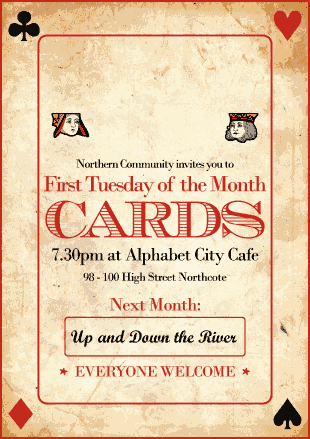 Northern Community invites you to
First Tuesday of the Month
CARDS
7.30pm at Alphabet City Cafe
98 - 100 High Street Northcote
Next Month:
Up and Down the River
★ EVERYONE WELCOME ★